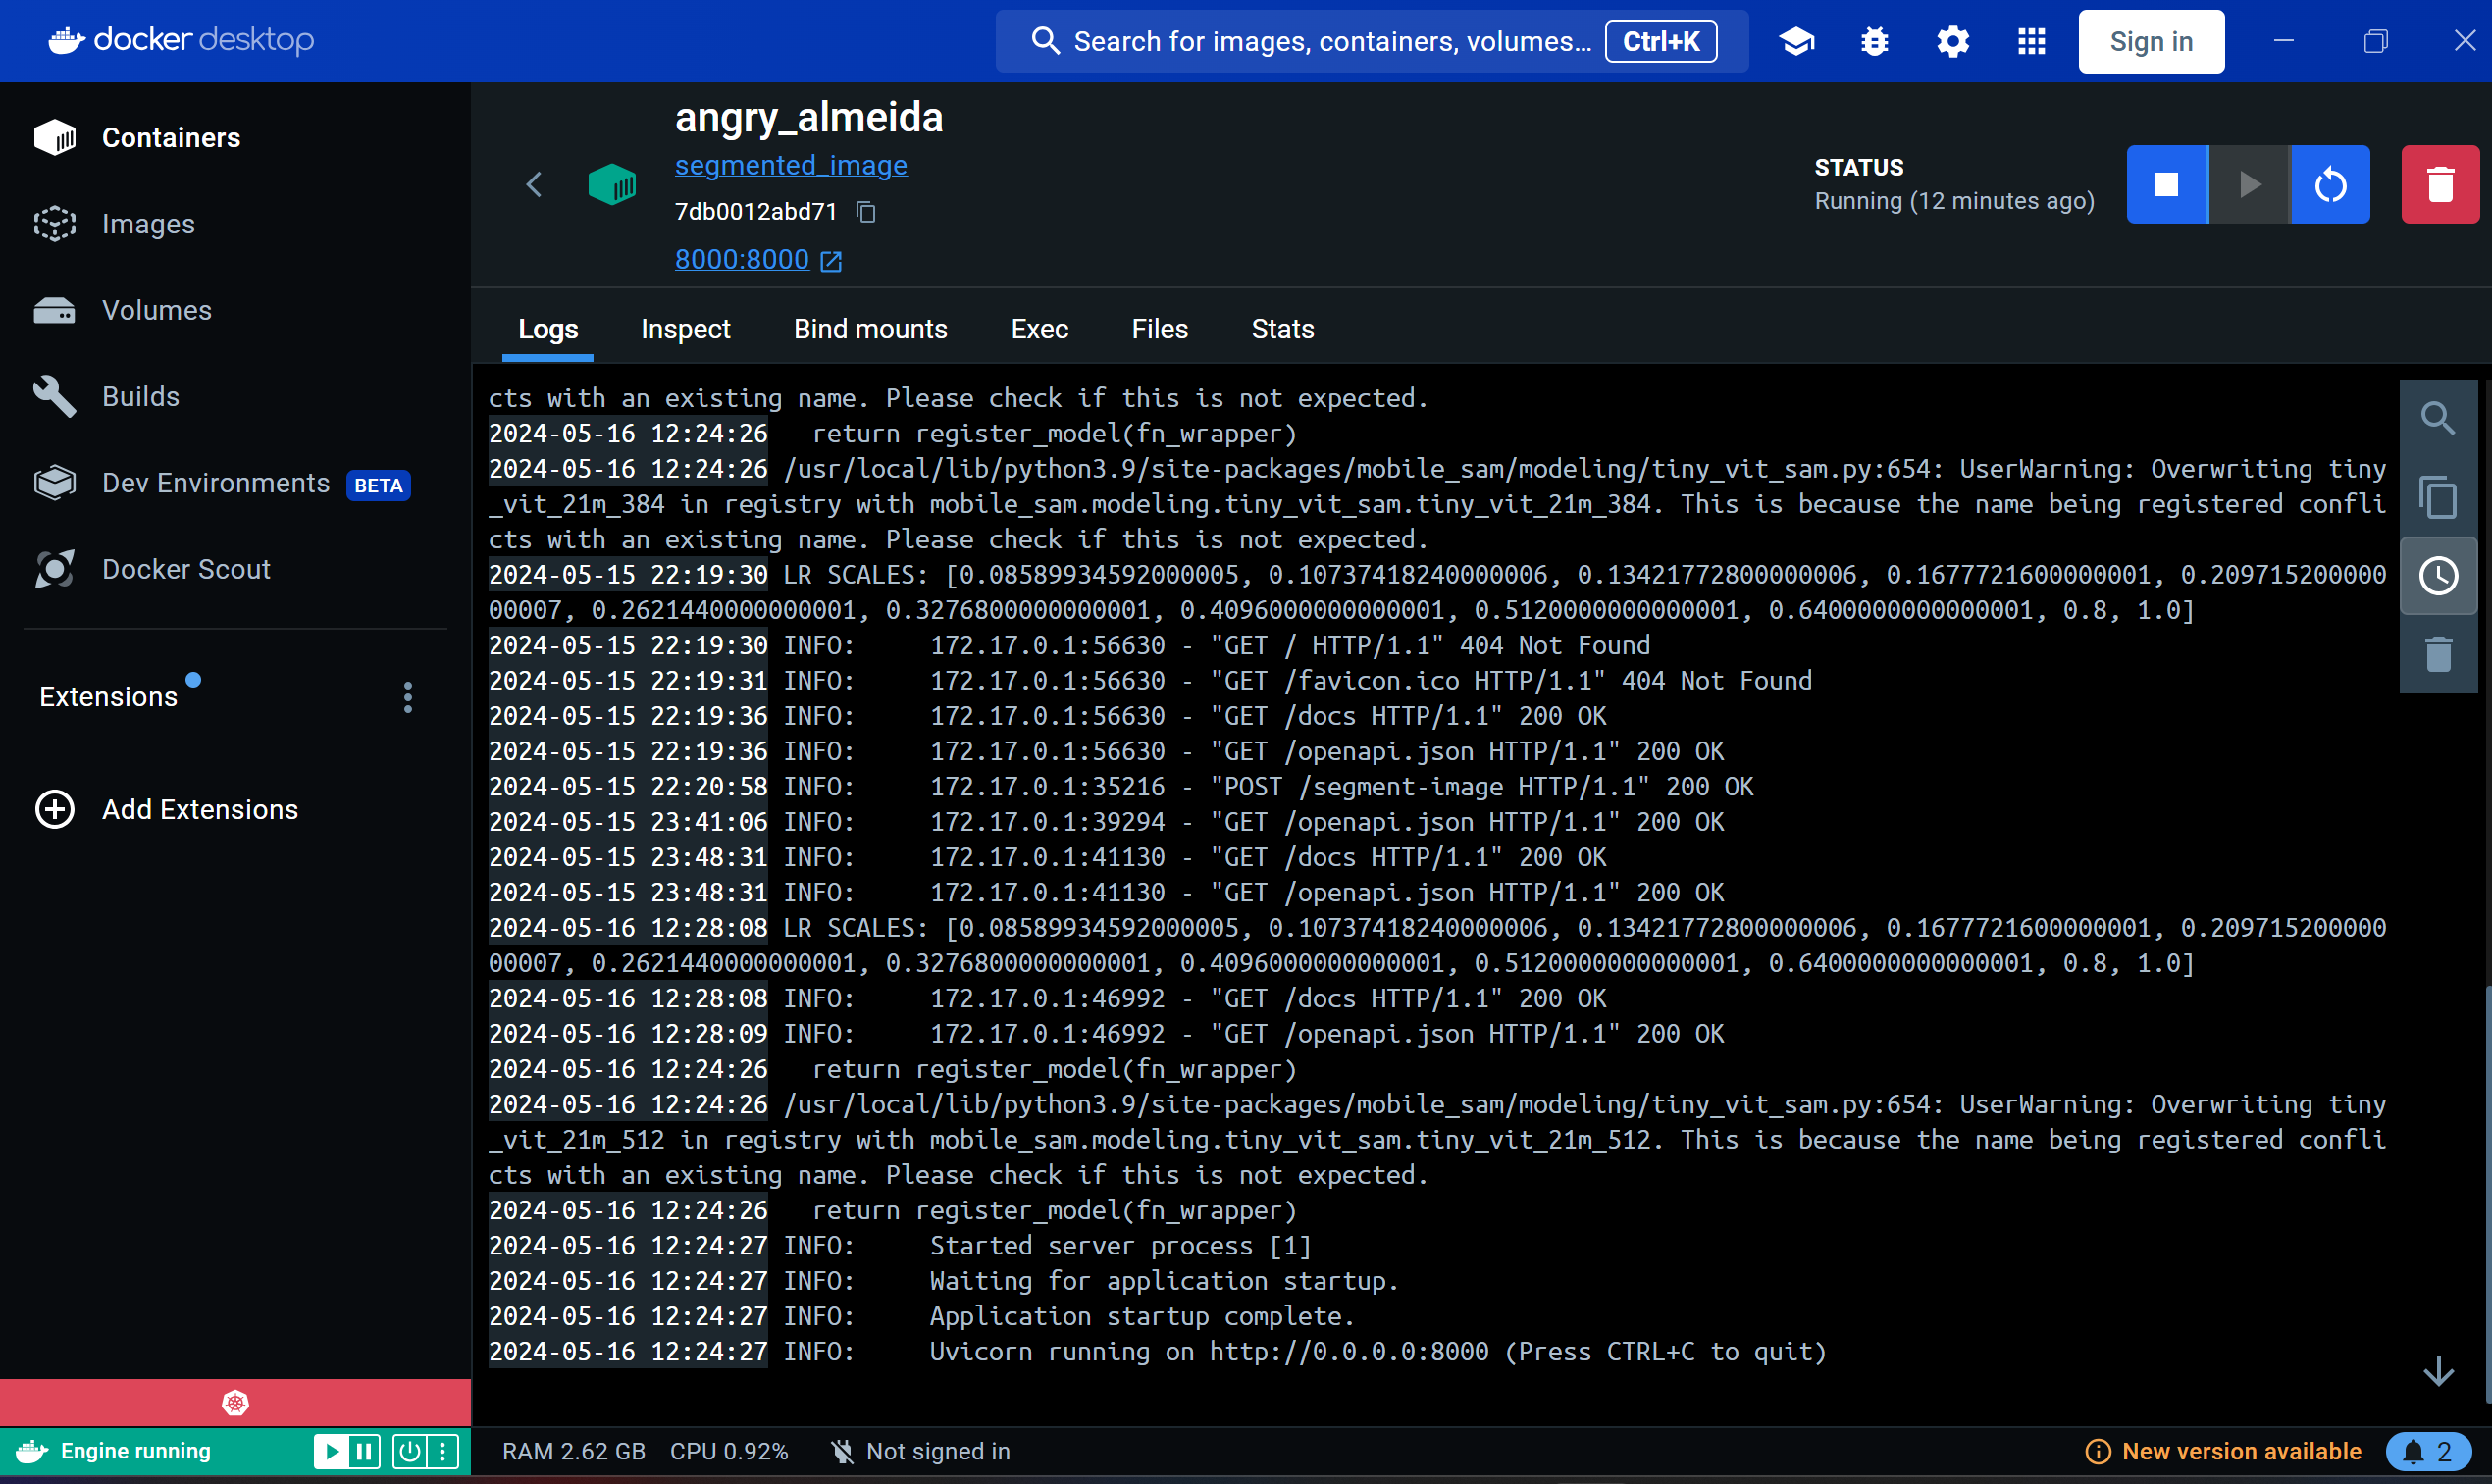 docker desktop
Search for images, containers, volumes... Ctrl+K
Sign in
Containers
Images
Volumes
Builds
Dev Environments BETA
Docker Scout
Extensions
Add Extensions
angry_almeida
segmented_image
7db0012abd71
8000:8000
STATUS
Running (12 minutes ago)
Logs Inspect Bind mounts Exec Files Stats
cts with an existing name. Please check if this is not expected.
2024-05-16 12:24:26   return register_model(fn_wrapper)
2024-05-16 12:24:26 /usr/local/lib/python3.9/site-packages/mobile_sam/modeling/tiny_vit_sam.py:654: UserWarning: Overwriting tiny
_vit_21m_384 in registry with mobile_sam.modeling.tiny_vit_sam.tiny_vit_21m_384. This is because the name being registered confli
cts with an existing name. Please check if this is not expected.
2024-05-15 22:19:30 LR SCALES: [0.08589934592000005, 0.10737418240000006, 0.13421772800000006, 0.1677721600000001, 0.209715200000
00007, 0.2621440000000001, 0.3276800000000001, 0.4096000000000001, 0.5120000000000001, 0.6400000000000001, 0.8, 1.0]
2024-05-15 22:19:30 INFO:     172.17.0.1:56630 - "GET / HTTP/1.1" 404 Not Found
2024-05-15 22:19:31 INFO:     172.17.0.1:56630 - "GET /favicon.ico HTTP/1.1" 404 Not Found
2024-05-15 22:19:36 INFO:     172.17.0.1:56630 - "GET /docs HTTP/1.1" 200 OK
2024-05-15 22:19:36 INFO:     172.17.0.1:56630 - "GET /openapi.json HTTP/1.1" 200 OK
2024-05-15 22:20:58 INFO:     172.17.0.1:35216 - "POST /segment-image HTTP/1.1" 200 OK
2024-05-15 23:41:06 INFO:     172.17.0.1:39294 - "GET /openapi.json HTTP/1.1" 200 OK
2024-05-15 23:48:31 INFO:     172.17.0.1:41130 - "GET /docs HTTP/1.1" 200 OK
2024-05-15 23:48:31 INFO:     172.17.0.1:41130 - "GET /openapi.json HTTP/1.1" 200 OK
2024-05-16 12:28:08 LR SCALES: [0.08589934592000005, 0.10737418240000006, 0.13421772800000006, 0.1677721600000001, 0.209715200000
00007, 0.2621440000000001, 0.3276800000000001, 0.4096000000000001, 0.5120000000000001, 0.6400000000000001, 0.8, 1.0]
2024-05-16 12:28:08 INFO:     172.17.0.1:46992 - "GET /docs HTTP/1.1" 200 OK
2024-05-16 12:28:09 INFO:     172.17.0.1:46992 - "GET /openapi.json HTTP/1.1" 200 OK
2024-05-16 12:24:26   return register_model(fn_wrapper)
2024-05-16 12:24:26 /usr/local/lib/python3.9/site-packages/mobile_sam/modeling/tiny_vit_sam.py:654: UserWarning: Overwriting tiny
_vit_21m_512 in registry with mobile_sam.modeling.tiny_vit_sam.tiny_vit_21m_512. This is because the name being registered confli
cts with an existing name. Please check if this is not expected.
2024-05-16 12:24:26   return register_model(fn_wrapper)
2024-05-16 12:24:27 INFO:     Started server process [1]
2024-05-16 12:24:27 INFO:     Waiting for application startup.
2024-05-16 12:24:27 INFO:     Application startup complete.
2024-05-16 12:24:27 INFO:     Uvicorn running on http://0.0.0.0:8000 (Press CTRL+C to quit)
Engine running
RAM 2.62 GB CPU 0.92% Not signed in
New version available 2